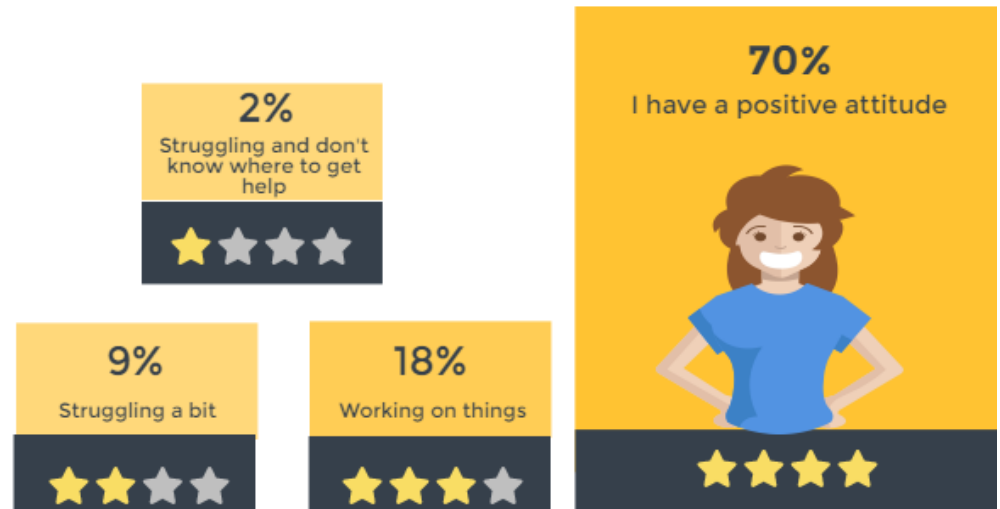 2%
Struggling and don't
know where to get
help
9%
Struggling a bit
18%
Working on things
70%
I have a positive attitude